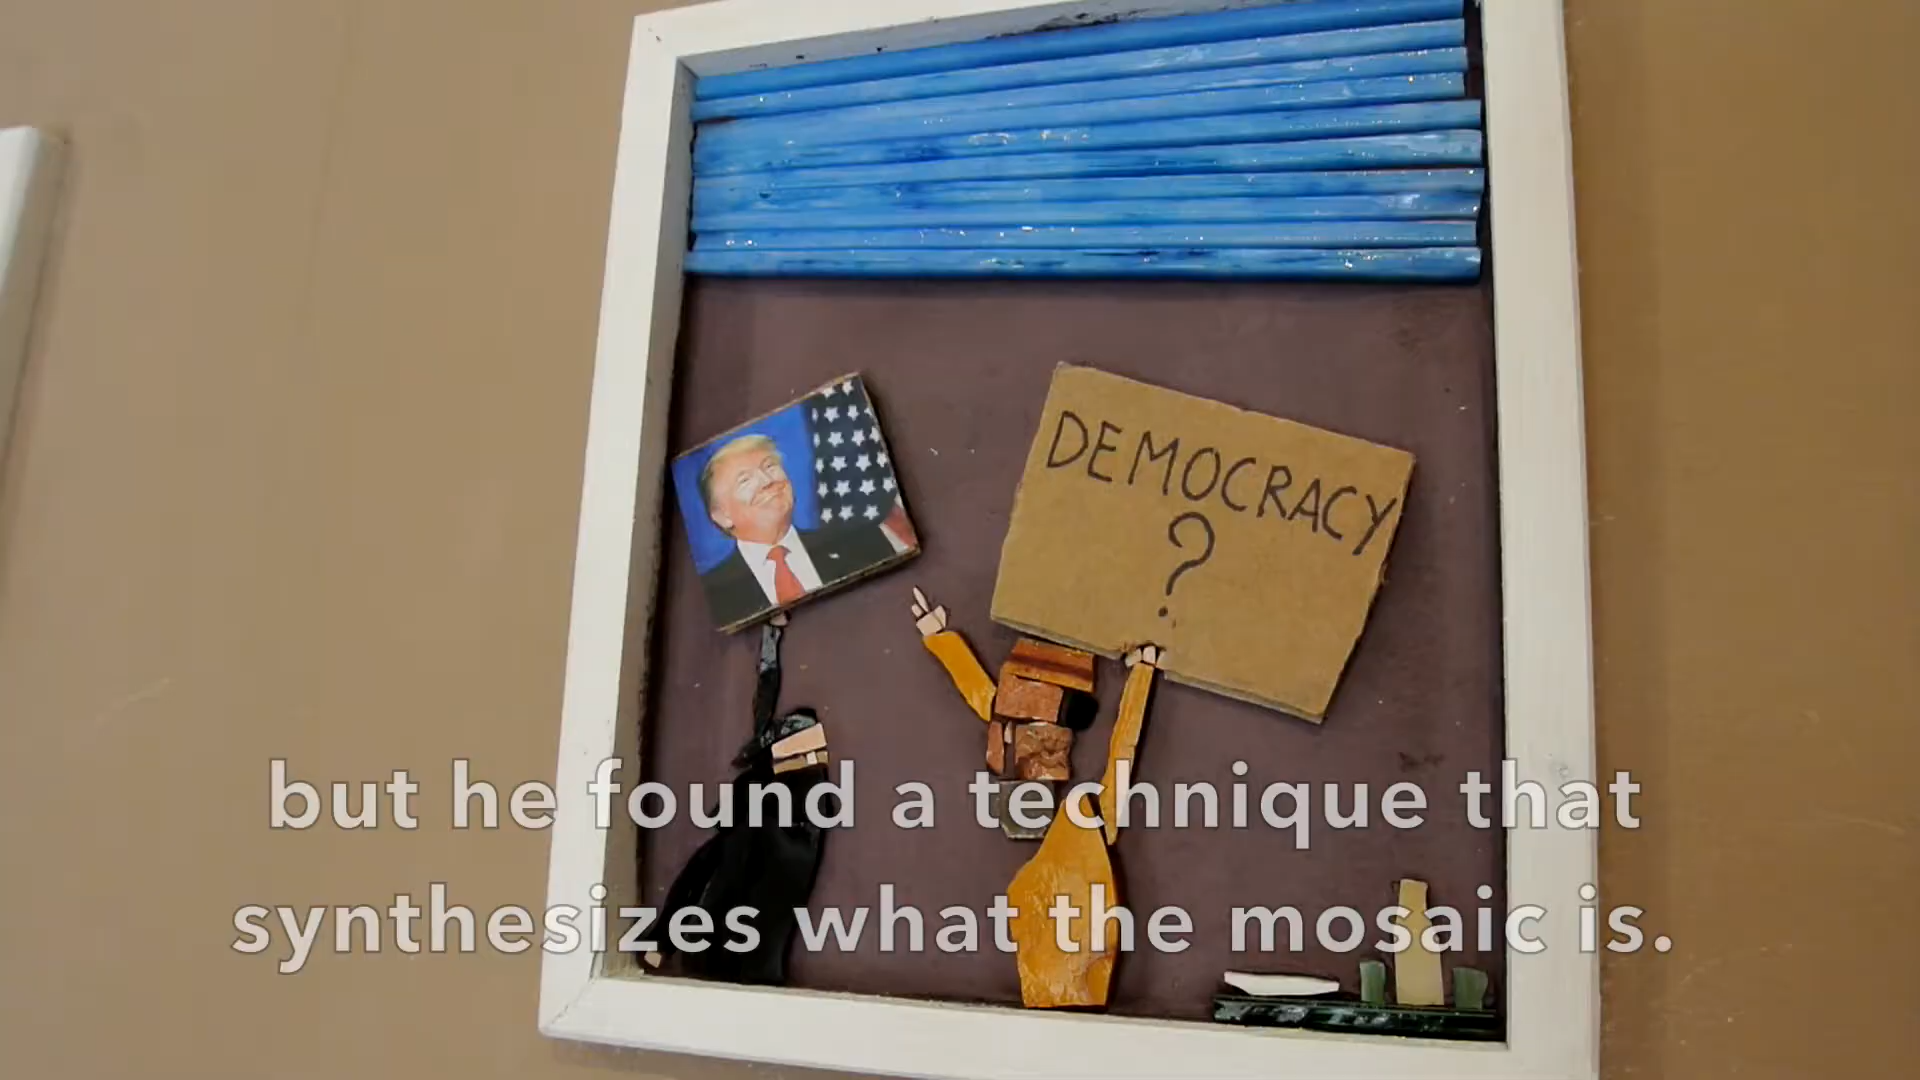 DEMOCRACY
?
but he found a technique that
synthesizes what the mosaic is.